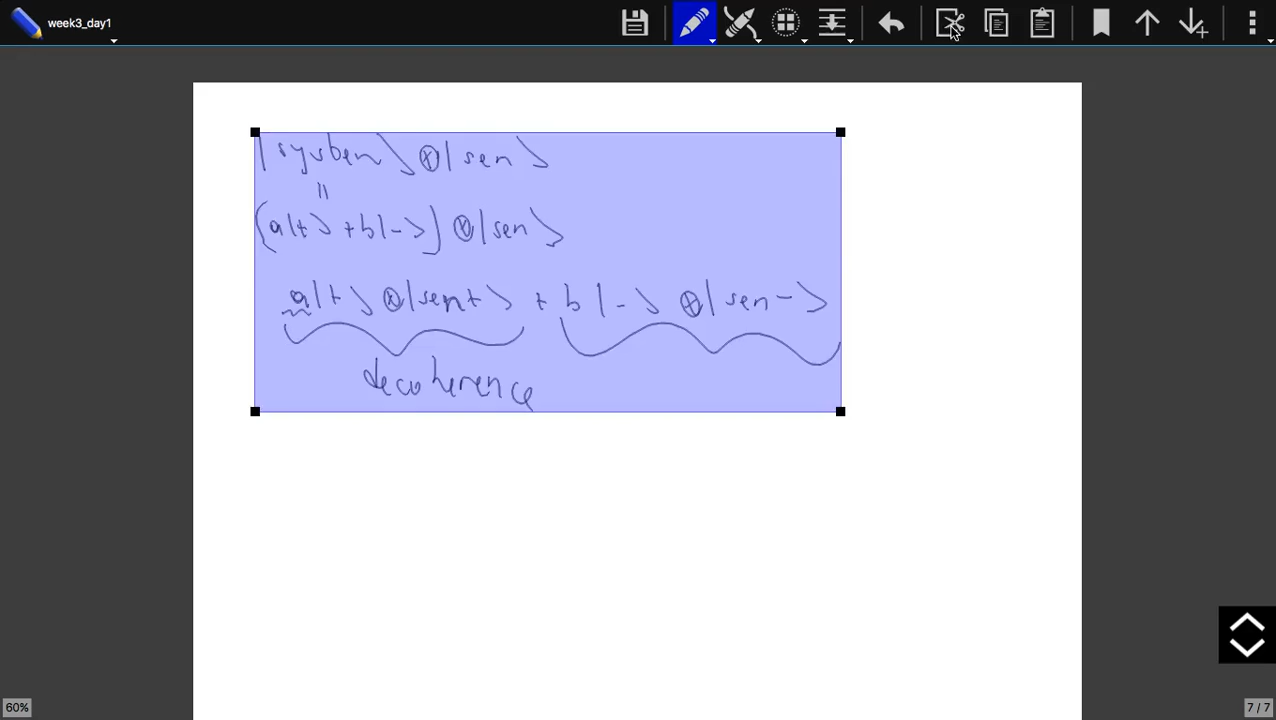 week3_day1
|system⟩ ⊗ |sen⟩
=
(a|+⟩ + b|-⟩) ⊗ |sen⟩
a|+⟩ ⊗ |sen+⟩ + b|-⟩ ⊗ |sen-⟩
decoherence
60%
7 / 7